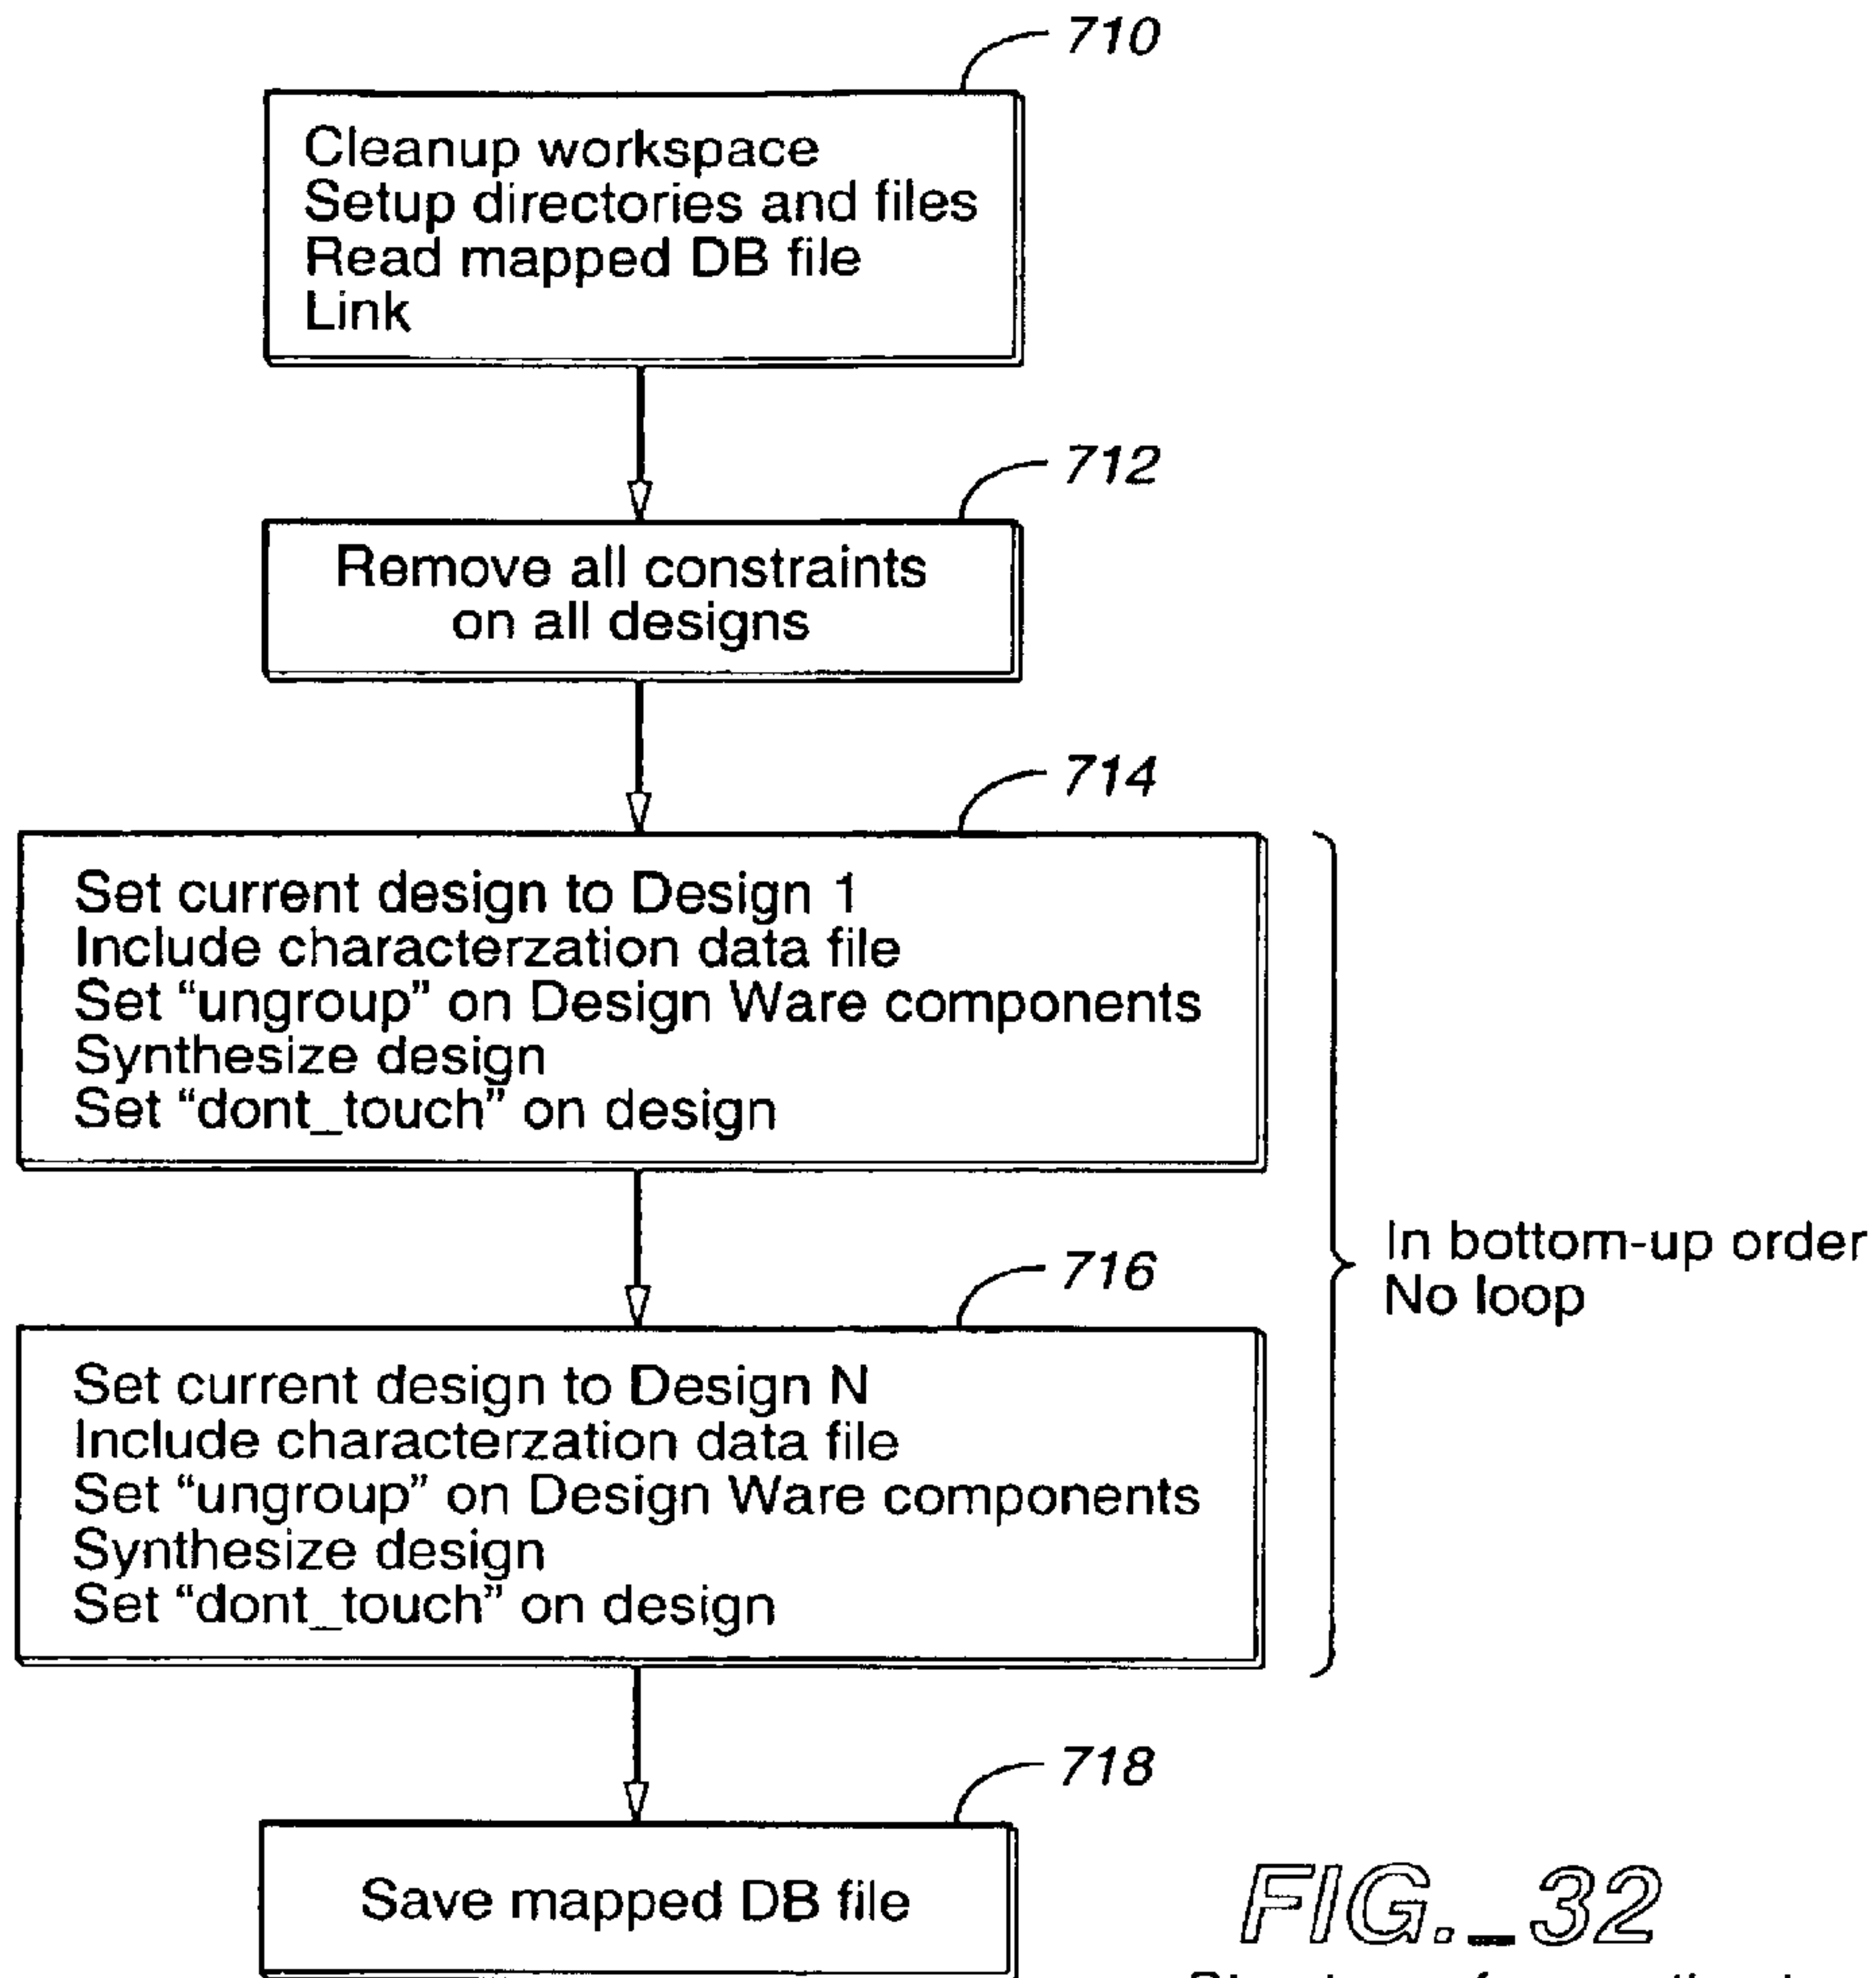 710
Cleanup workspace
Setup directories and files
Read mapped DB file
Link
712
Remove all constraints
on all designs
714
Set current design to Design 1
Include characterzation data file
Set “ungroup” on Design Ware components
Synthesize design
Set “dont_touch” on design
In bottom-up order
No loop
716
Set current design to Design N
Include characterzation data file
Set “ungroup” on Design Ware components
Synthesize design
Set “dont_touch” on design
718
Save mapped DB file
FIG._32